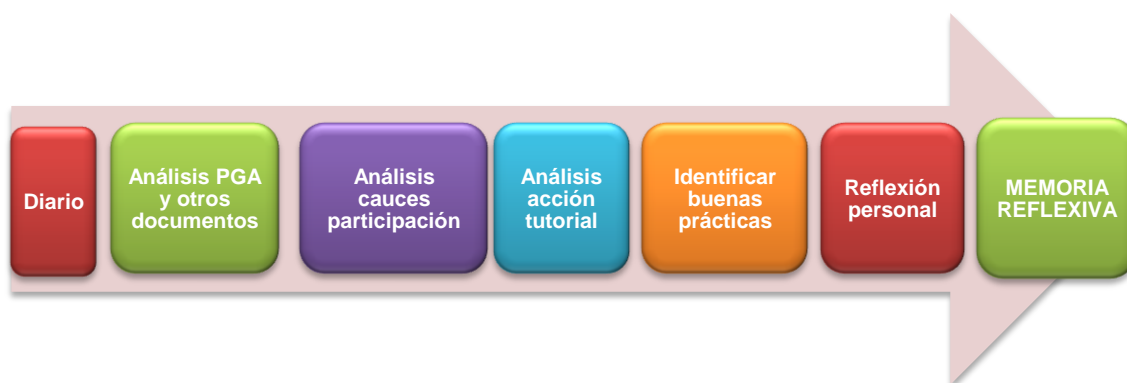 Diario
Análisis PGA
y otros
documentos
Análisis
cauces
participación
Análisis
acción
tutorial
Identificar
buenas
prácticas
Reflexión
personal
MEMORIA
REFLEXIVA